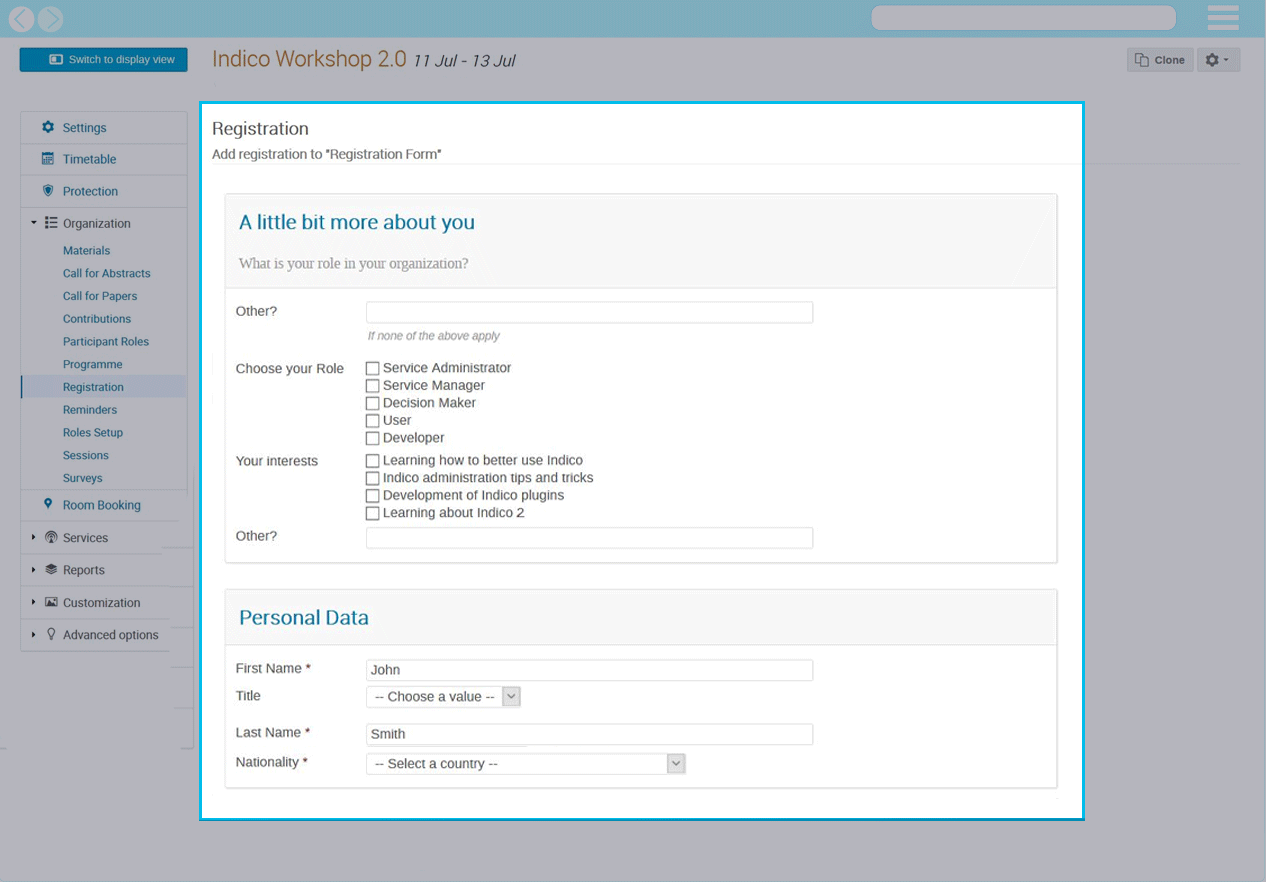 Switch to display view
Indico Workshop 2.0 11 Jul - 13 Jul
Clone
Settings
Timetable
Protection
Organization
Materials
Call for Abstracts
Call for Papers
Contributions
Participant Roles
Programme
Registration
Reminders
Roles Setup
Sessions
Surveys
Room Booking
Services
Reports
Customization
Advanced options
Registration
Add registration to "Registration Form"
A little bit more about you
What is your role in your organization?
Other?
If none of the above apply
Choose your Role
Service Administrator
Service Manager
Decision Maker
User
Developer
Your interests
Learning how to better use Indico
Indico administration tips and tricks
Development of Indico plugins
Learning about Indico 2
Other?
Personal Data
First Name * John
Title -- Choose a value --
Last Name * Smith
Nationality * -- Select a country --